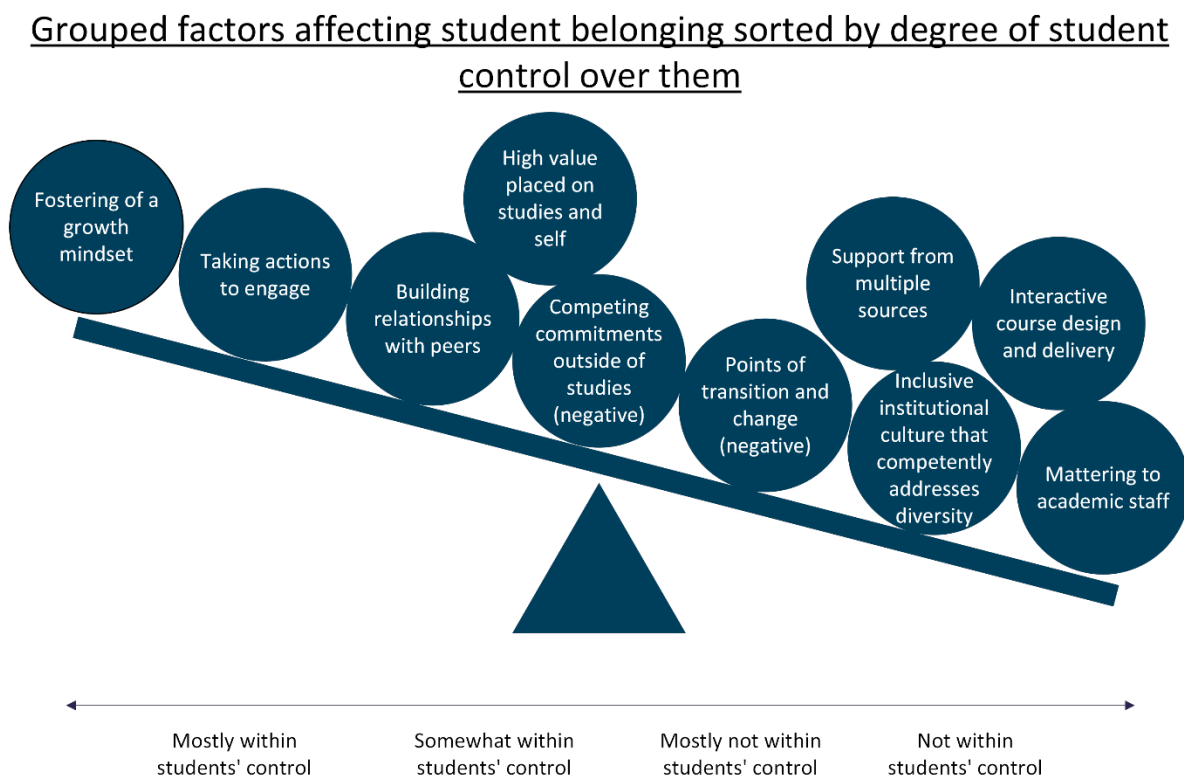 Grouped factors affecting student belonging sorted by degree of student
control over them
Fostering of a
growth
mindset
Taking actions
to engage
Building
relationships
with peers
High value
placed on
studies and
self
Competing
commitments
outside of
studies
(negative)
Points of
transition and
change
(negative)
Support from
multiple
sources
Inclusive
institutional
culture that
competently
addresses
diversity
Interactive
course design
and delivery
Mattering to
academic staff
Mostly within
students' control
Somewhat within
students' control
Mostly not within
students' control
Not within
students' control